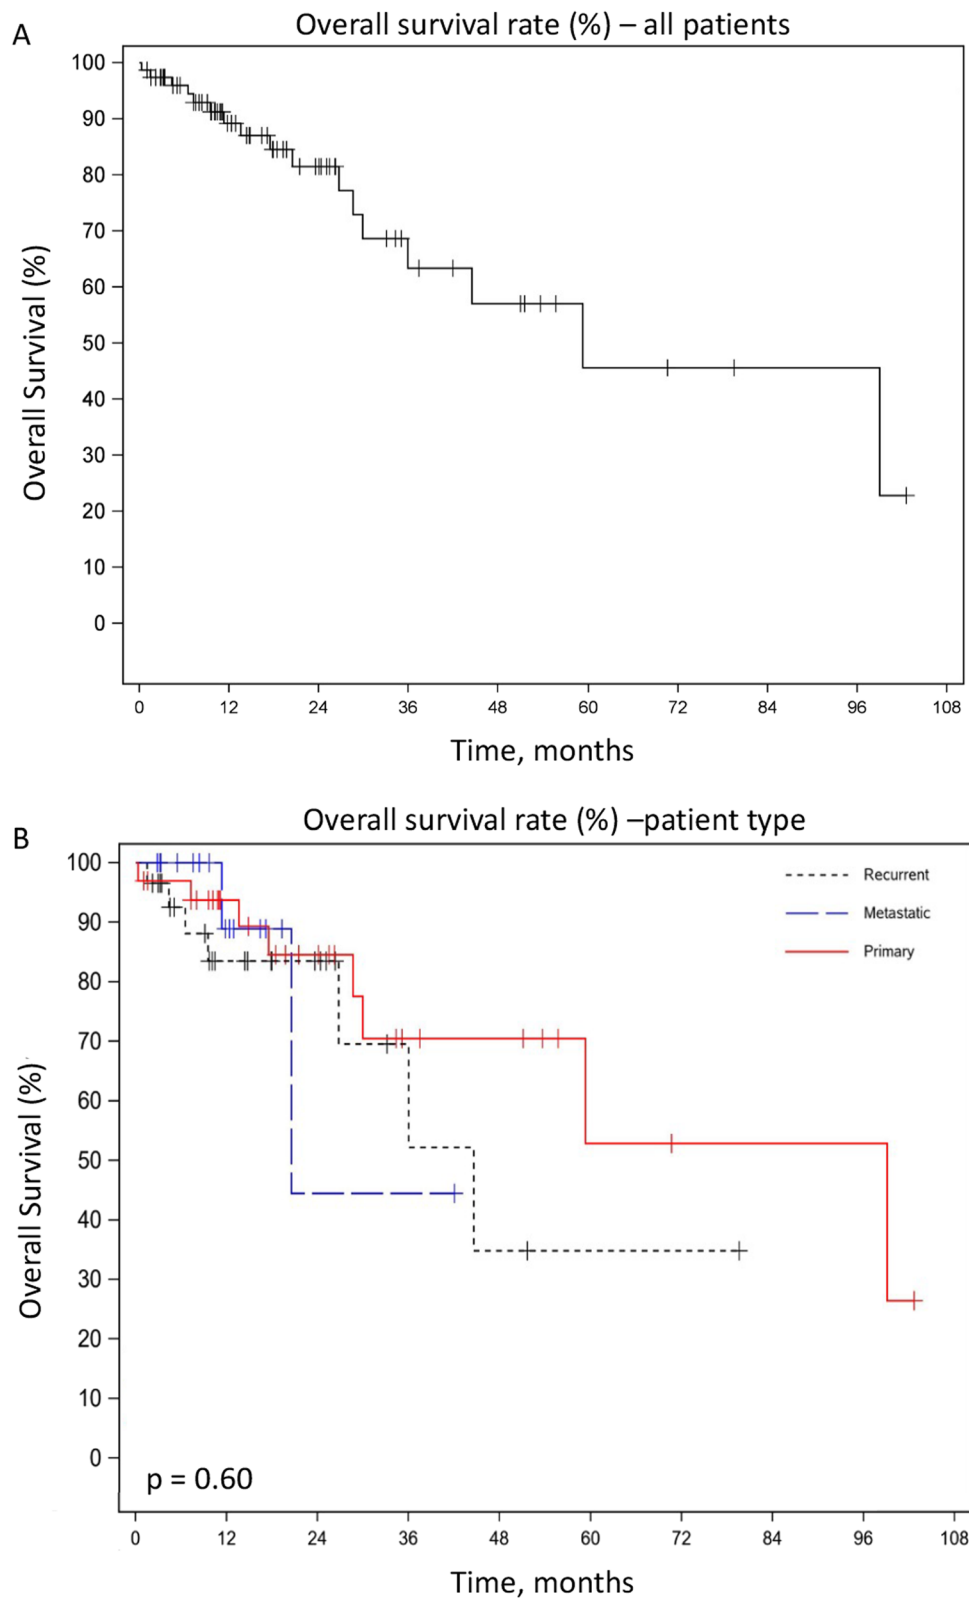 A
Overall survival rate (%) – all patients
Overall Survival (%)
100
90
80
70
60
50
40
30
20
10
0
0 12 24 36 48 60 72 84 96 108
Time, months
B
Overall survival rate (%) –patient type
Overall Survival (%)
100
90
80
70
60
50
40
30
20
10
0
Recurrent
Metastatic
Primary
p = 0.60
0 12 24 36 48 60 72 84 96 108
Time, months